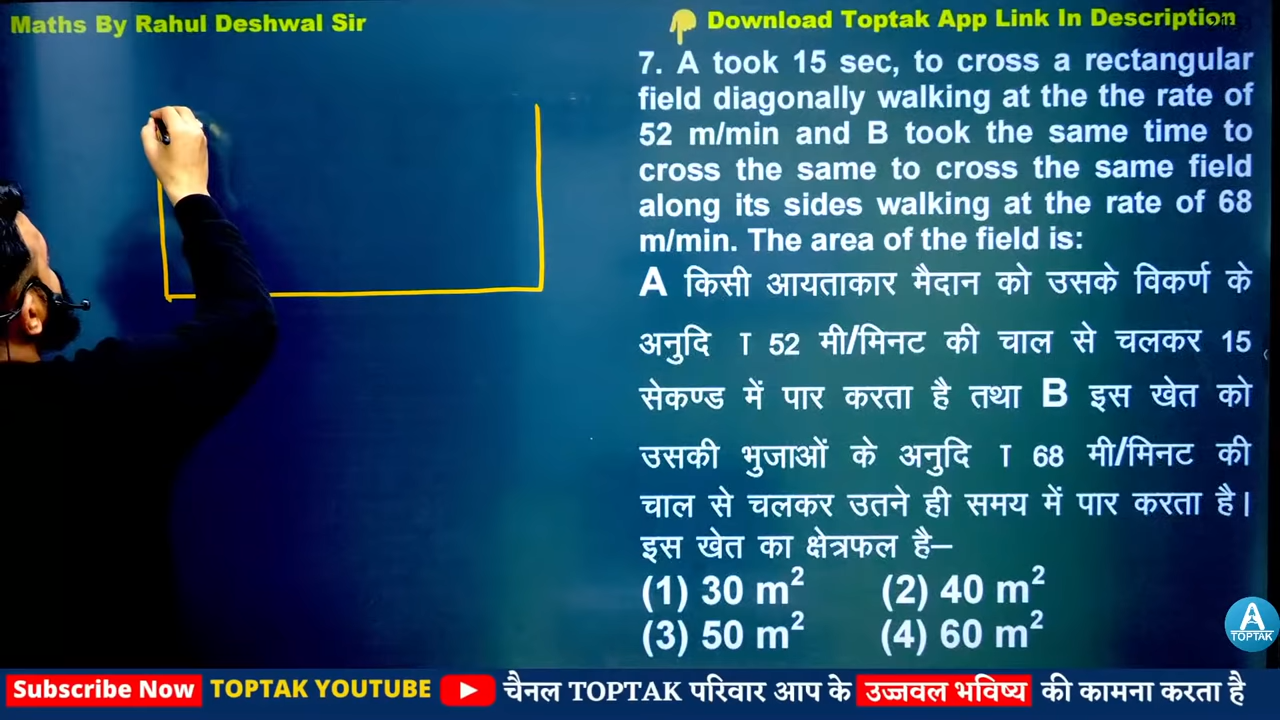 Maths By Rahul Deshwal Sir
Download Toptak App Link In Description
7. A took 15 sec, to cross a rectangular
field diagonally walking at the the rate of
52 m/min and B took the same time to
cross the same to cross the same field
along its sides walking at the rate of 68
m/min. The area of the field is:
A किसी आयताकार मैदान को उसके विकर्ण के
अनुदि T 52 मी/मिनट की चाल से चलकर 15
सेकण्ड में पार करता है तथा B इस खेत को
उसकी भुजाओं के अनुदि T 68 मी/मिनट की
चाल से चलकर उतने ही समय में पार करता है।
इस खेत का क्षेत्रफल है–
(1) 30 m² (2) 40 m²
(3) 50 m² (4) 60 m²
A
TOPTAK
Subscribe Now TOPTAK YOUTUBE चैनल TOPTAK परिवार आप के उज्जवल भविष्य की कामना करता है